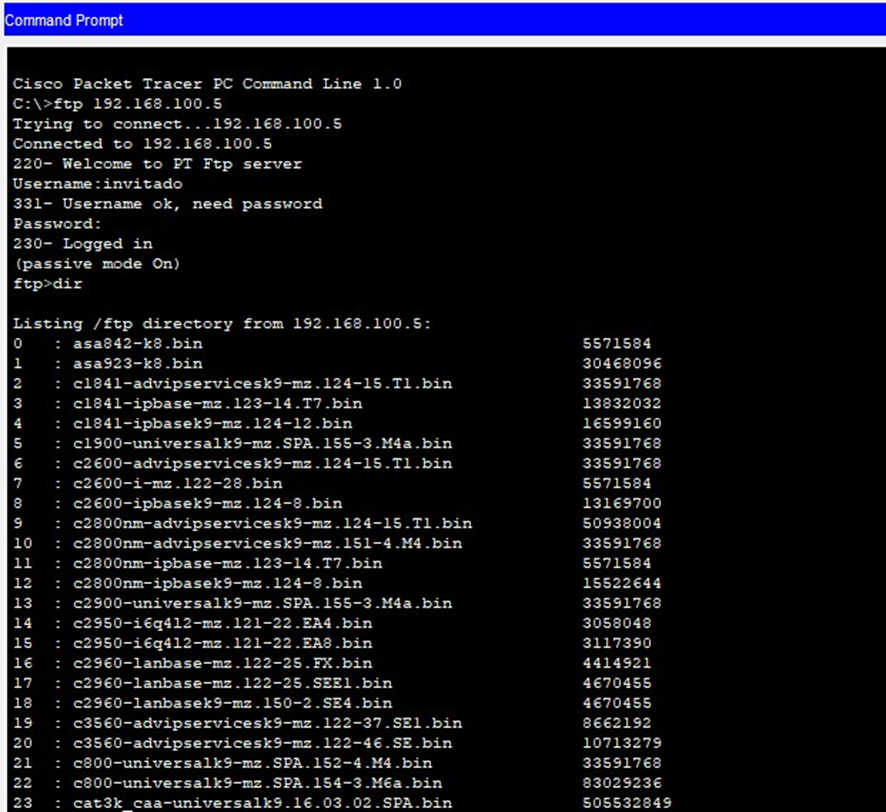 Command Prompt
Cisco Packet Tracer PC Command Line 1.0
C:\>ftp 192.168.100.5
Trying to connect...192.168.100.5
Connected to 192.168.100.5
220- Welcome to PT Ftp server
Username:invitado
331- Username ok, need password
Password:
230- Logged in
(passive mode On)
ftp>dir
Listing /ftp directory from 192.168.100.5:
0 : asa842-k8.bin 5571584
1 : asa923-k8.bin 30468096
2 : c1841-advipservicesk9-mz.124-15.T1.bin 33591768
3 : c1841-ipbase-mz.123-14.T7.bin 13832032
4 : c1841-ipbasek9-mz.124-12.bin 16599160
5 : c1900-universalk9-mz.SPA.155-3.M4a.bin 33591768
6 : c2600-advipservicesk9-mz.124-15.T1.bin 33591768
7 : c2600-i-mz.122-28.bin 5571584
8 : c2600-ipbasek9-mz.124-8.bin 13169700
9 : c2800nm-advipservicesk9-mz.124-15.T1.bin 50938004
10 : c2800nm-advipservicesk9-mz.151-4.M4.bin 33591768
11 : c2800nm-ipbase-mz.123-14.T7.bin 5571584
12 : c2800nm-ipbasek9-mz.124-8.bin 15522644
13 : c2900-universalk9-mz.SPA.155-3.M4a.bin 33591768
14 : c2950-i6q4l2-mz.121-22.EA4.bin 3058048
15 : c2950-i6q4l2-mz.121-22.EA8.bin 3117390
16 : c2960-lanbase-mz.122-25.FX.bin 4414921
17 : c2960-lanbase-mz.122-25.SEE1.bin 4670455
18 : c2960-lanbasek9-mz.150-2.SE4.bin 4670455
19 : c3560-advipservicesk9-mz.122-37.SE1.bin 8662192
20 : c3560-advipservicesk9-mz.122-46.SE.bin 10713279
21 : c800-universalk9-mz.SPA.152-4.M4.bin 33591768
22 : c800-universalk9-mz.SPA.154-3.M6a.bin 83029236
23 : cat3k_caa-universalk9.16.03.02.SPA.bin 505532849